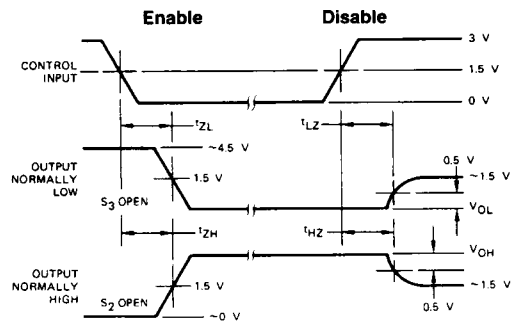 Enable Disable
CONTROL INPUT
3 V
1.5 V
0 V
tZL
tLZ
~4.5 V
1.5 V
OUTPUT NORMALLY LOW
S3 OPEN
0.5 V
~1.5 V
VOL
tZH
tHZ
VOH
OUTPUT NORMALLY HIGH
S2 OPEN
1.5 V
~0 V
~1.5 V
0.5 V